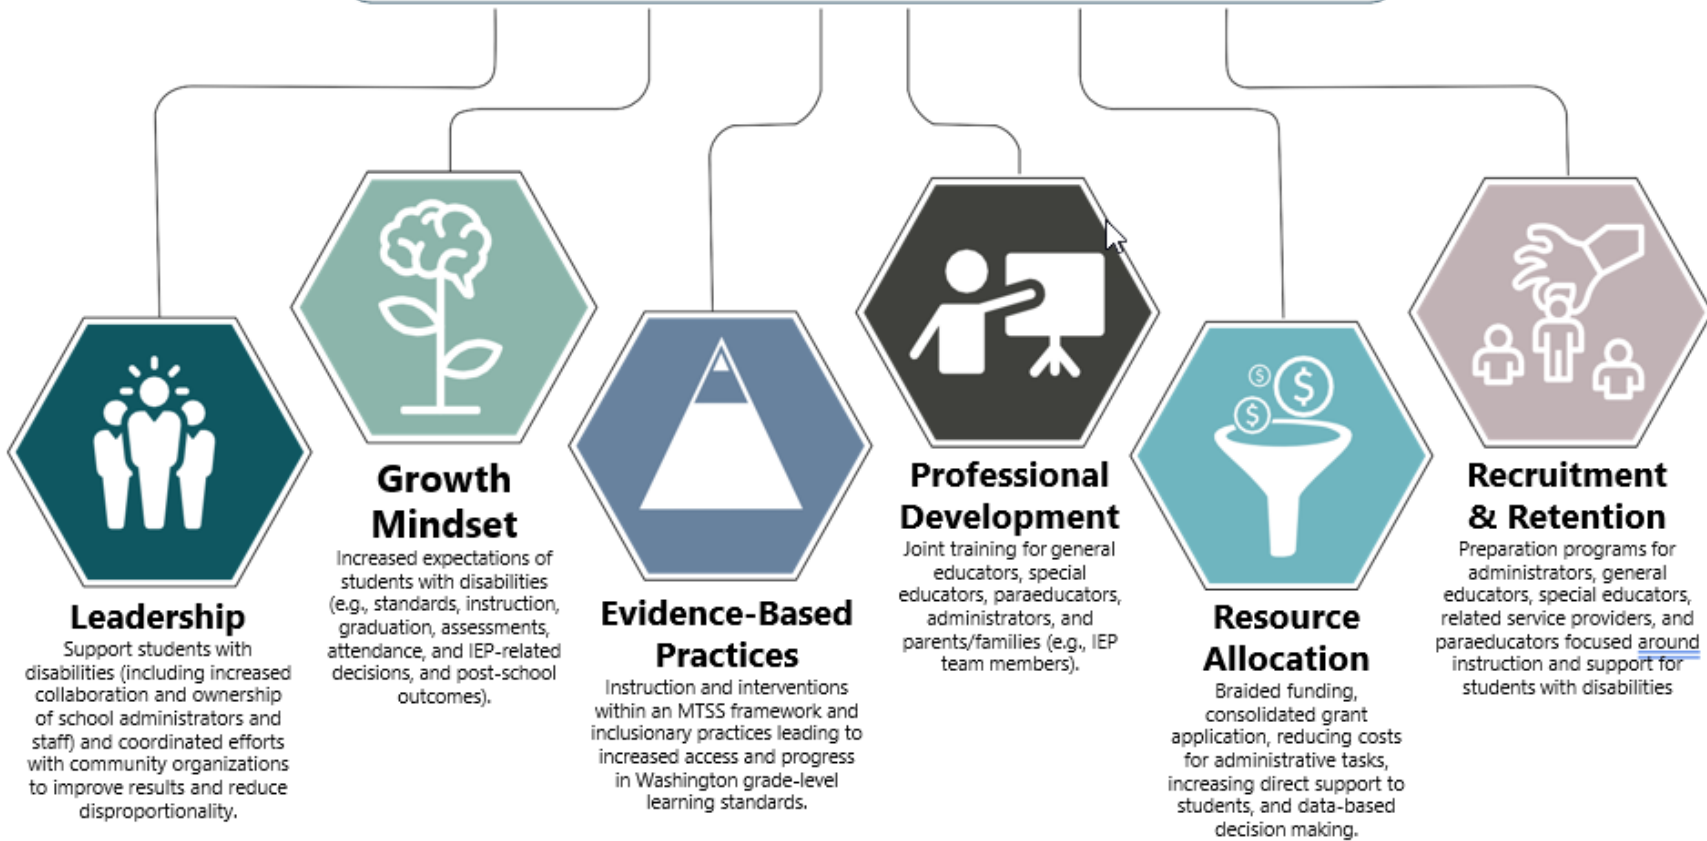 Leadership
Support students with
disabilities (including increased
collaboration and ownership
of school administrators and
staff) and coordinated efforts
with community organizations
to improve results and reduce
disproportionality.
Growth
Mindset
Increased expectations of
students with disabilities
(e.g., standards, instruction,
graduation, assessments,
attendance, and IEP-related
decisions, and post-school
outcomes).
Evidence-Based
Practices
Instruction and interventions
within an MTSS framework and
inclusionary practices leading to
increased access and progress
in Washington grade-level
learning standards.
Professional
Development
Joint training for general
educators, special
educators, paraeducators,
administrators, and
parents/families (e.g., IEP
team members).
$
$
$
Resource
Allocation
Braided funding,
consolidated grant
application, reducing costs
for administrative tasks,
increasing direct support to
students, and data-based
decision making.
Recruitment
& Retention
Preparation programs for
administrators, general
educators, special educators,
related service providers, and
paraeducators focused around
instruction and support for
students with disabilities